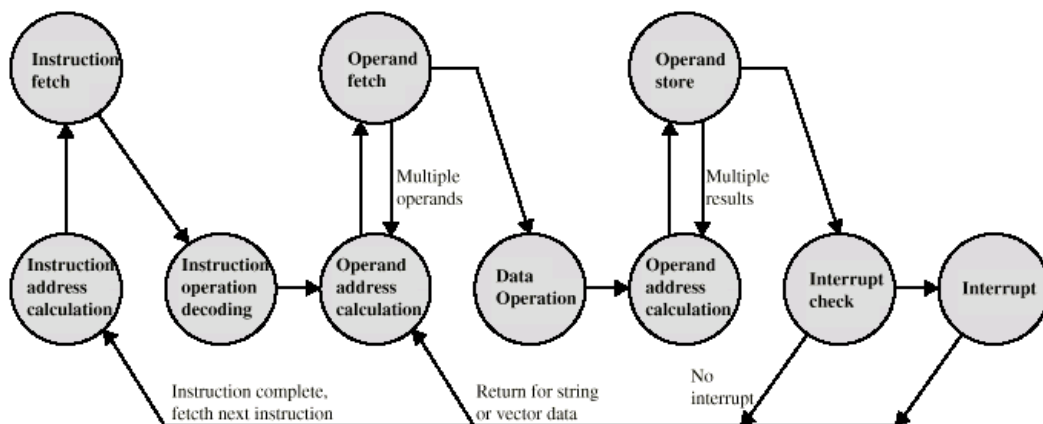 Instruction
fetch
Operand
fetch
Operand
store
Multiple
operands
Multiple
results
Instruction
address
calculation
Instruction
operation
decoding
Operand
address
calculation
Data
Operation
Operand
address
calculation
Interrupt
check
Interrupt
Instruction complete,
fetcth next instruction
Return for string
or vector data
No
interrupt